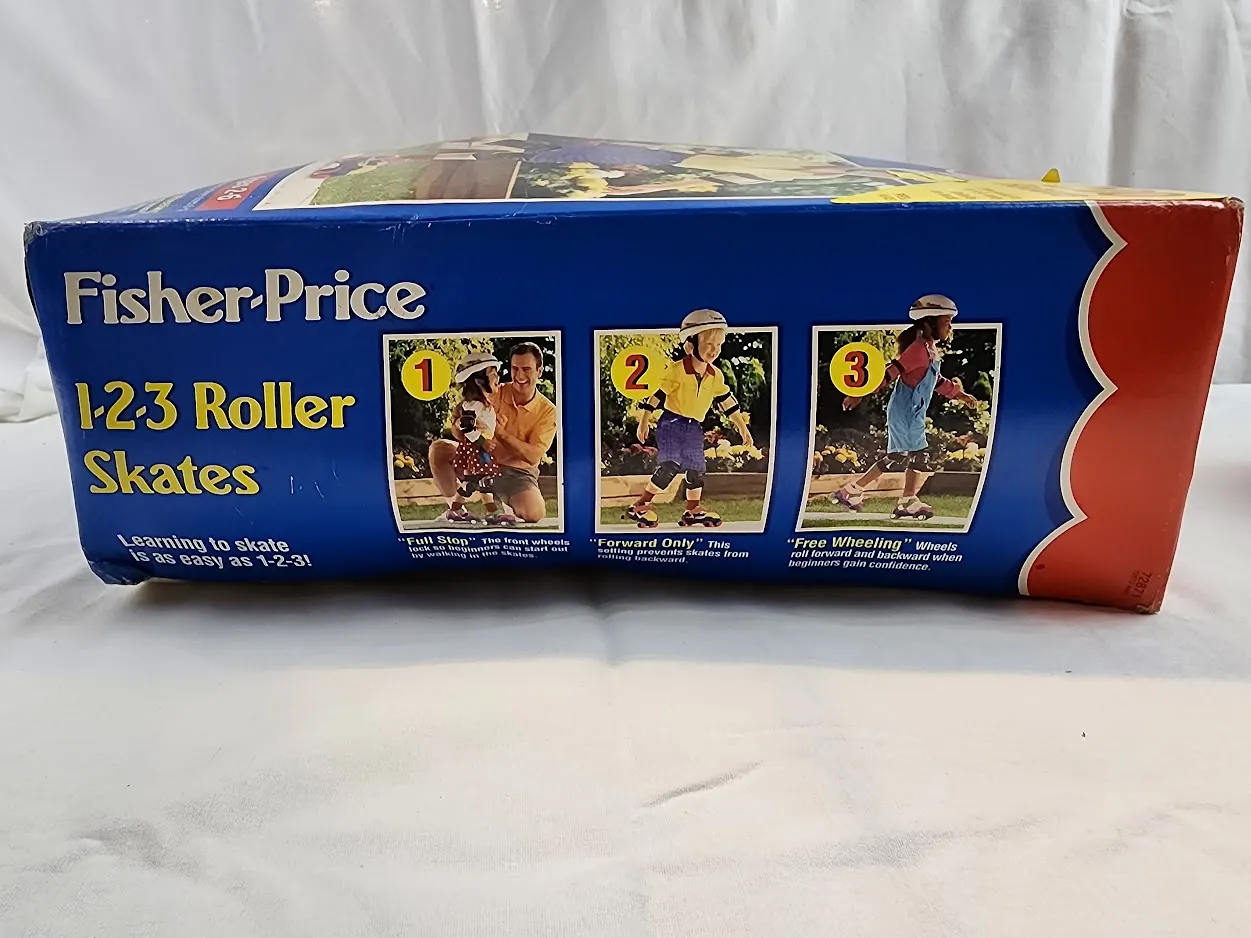 Fisher-Price
1-2-3 Roller
Skates
Learning to skate
is as easy as 1-2-3!
1
"Full Stop" The front wheels
lock so beginners can start out
by walking in the skates.
2
"Forward Only" This
setting prevents skates from
rolling backward.
3
"Free Wheeling" Wheels
roll forward and backward when
beginners gain confidence.
72871